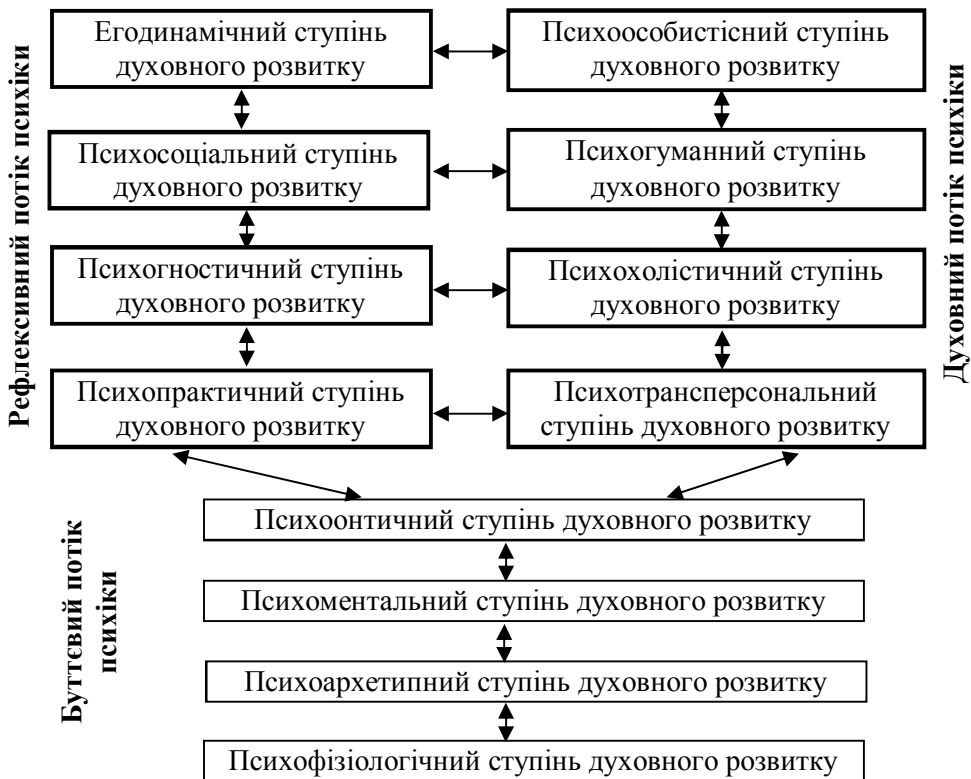 Рефлексивний потік психіки
Егодинамічний ступінь
духовного розвитку
Психосоціальний ступінь
духовного розвитку
Психогностичний ступінь
духовного розвитку
Психопрактичний ступінь
духовного розвитку
Психоособистісний ступінь
духовного розвитку
Психогуманний ступінь
духовного розвитку
Психохолістичний ступінь
духовного розвитку
Психотрансперсональний
ступінь духовного розвитку
Духовний потік психіки
Буттєвий потік
психіки
Психоонтичний ступінь духовного розвитку
Психоментальний ступінь духовного розвитку
Психоархетипний ступінь духовного розвитку
Психофізіологічний ступінь духовного розвитку